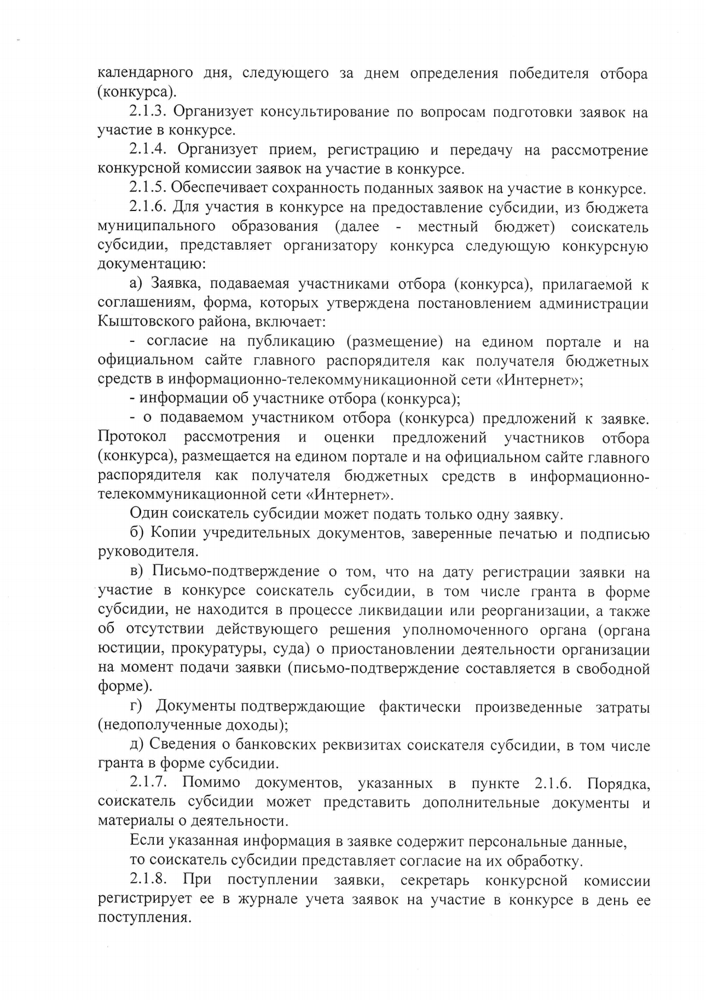 календарного дня, следующего за днем определения победителя отбора
(конкурса).
2.1.3. Организует консультирование по вопросам подготовки заявок на
участие в конкурсе.
2.1.4. Организует прием, регистрацию и передачу на рассмотрение
конкурсной комиссии заявок на участие в конкурсе.
2.1.5. Обеспечивает сохранность поданных заявок на участие в конкурсе.
2.1.6. Для участия в конкурсе на предоставление субсидии, из бюджета
муниципального образования (далее - местный бюджет) соискатель
субсидии, представляет организатору конкурса следующую конкурсную
документацию:
а) Заявка, подаваемая участниками отбора (конкурса), прилагаемой к
соглашениям, форма, которых утверждена постановлением администрации
Кыштовского района, включает:
- согласие на публикацию (размещение) на едином портале и на
официальном сайте главного распорядителя как получателя бюджетных
средств в информационно-телекоммуникационной сети «Интернет»;
- информации об участнике отбора (конкурса);
- о подаваемом участником отбора (конкурса) предложений к заявке.
Протокол рассмотрения и оценки предложений участников отбора
(конкурса), размещается на едином портале и на официальном сайте главного
распорядителя как получателя бюджетных средств в информационно-
телекоммуникационной сети «Интернет».
Один соискатель субсидии может подать только одну заявку.
б) Копии учредительных документов, заверенные печатью и подписью
руководителя.
в) Письмо-подтверждение о том, что на дату регистрации заявки на
участие в конкурсе соискатель субсидии, в том числе гранта в форме
субсидии, не находится в процессе ликвидации или реорганизации, а также
об отсутствии действующего решения уполномоченного органа (органа
юстиции, прокуратуры, суда) о приостановлении деятельности организации
на момент подачи заявки (письмо-подтверждение составляется в свободной
форме).
г) Документы подтверждающие фактически произведенные затраты
(недополученные доходы);
д) Сведения о банковских реквизитах соискателя субсидии, в том числе
гранта в форме субсидии.
2.1.7. Помимо документов, указанных в пункте 2.1.6. Порядка,
соискатель субсидии может представить дополнительные документы и
материалы о деятельности.
Если указанная информация в заявке содержит персональные данные,
то соискатель субсидии представляет согласие на их обработку.
2.1.8. При поступлении заявки, секретарь конкурсной комиссии
регистрирует ее в журнале учета заявок на участие в конкурсе в день ее
поступления.